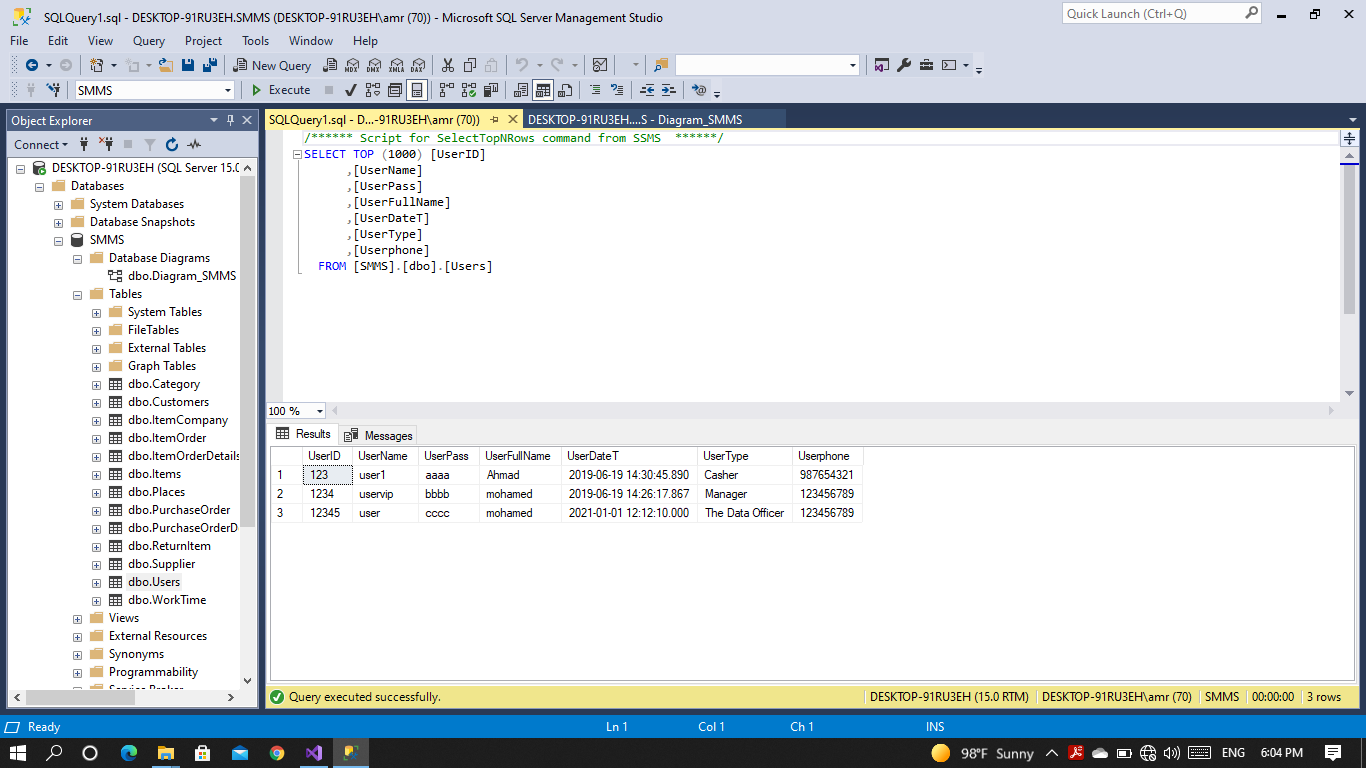 SQLQuery1.sql - DESKTOP-91RU3EH.SMMS (DESKTOP-91RU3EH\amr (70)) - Microsoft SQL Server Management Studio
Quick Launch (Ctrl+Q)
File Edit View Query Project Tools Window Help
New Query MDX DMX XMLA DAX
SMMS Execute
Object Explorer
Connect
DESKTOP-91RU3EH (SQL Server 15.0
Databases
System Databases
Database Snapshots
SMMS
Database Diagrams
dbo.Diagram_SMMS
Tables
System Tables
FileTables
External Tables
Graph Tables
dbo.Category
dbo.Customers
dbo.ItemCompany
dbo.ItemOrder
dbo.ItemOrderDetails
dbo.Items
dbo.Places
dbo.PurchaseOrder
dbo.PurchaseOrderD
dbo.ReturnItem
dbo.Supplier
dbo.Users
dbo.WorkTime
Views
External Resources
Synonyms
Programmability
Service Broker
SQLQuery1.sql - D...-91RU3EH\amr (70)) DESKTOP-91RU3EH....S - Diagram_SMMS
/****** Script for SelectTopNRows command from SSMS  ******/
SELECT TOP (1000) [UserID]
,[UserName]
,[UserPass]
,[UserFullName]
,[UserDateT]
,[UserType]
,[Userphone]
FROM [SMMS].[dbo].[Users]
100 %
Results Messages
UserID UserName UserPass UserFullName UserDateT UserType Userphone
1 123 user1 aaaa Ahmad 2019-06-19 14:30:45.890 Casher 987654321
2 1234 uservip bbbb mohamed 2019-06-19 14:26:17.867 Manager 123456789
3 12345 user cccc mohamed 2021-01-01 12:12:10.000 The Data Officer 123456789
Query executed successfully. DESKTOP-91RU3EH (15.0 RTM) DESKTOP-91RU3EH\amr (70) SMMS 00:00:00 3 rows
Ready Ln 1 Col 1 Ch 1 INS
98°F Sunny ENG 6:04 PM